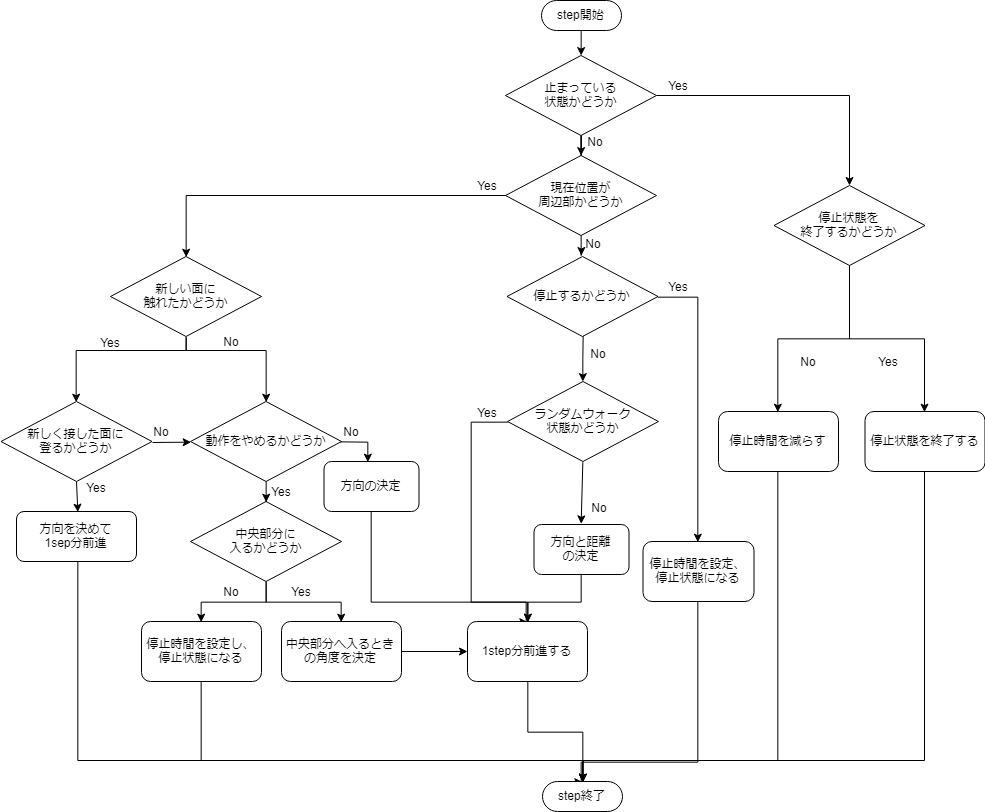 step開始
止まっている
状態かどうか
Yes
No
現在位置が
周辺部かどうか
Yes
No
停止状態を
終了するかどうか
新しい面に
触れたかどうか
停止するかどうか
Yes
Yes
No
No
No
Yes
新しく接した面に
登るかどうか
No
動作をやめるかどうか
No
Yes
ランダムウォーク
状態かどうか
停止時間を減らす
停止状態を終了する
Yes
Yes
方向の決定
No
方向を決めて
1sep分前進
中央部分に
入るかどうか
方向と距離
の決定
停止時間を設定、
停止状態になる
No
Yes
停止時間を設定し、
停止状態になる
中央部分へ入るとき
の角度を決定
1step分前進する
step終了